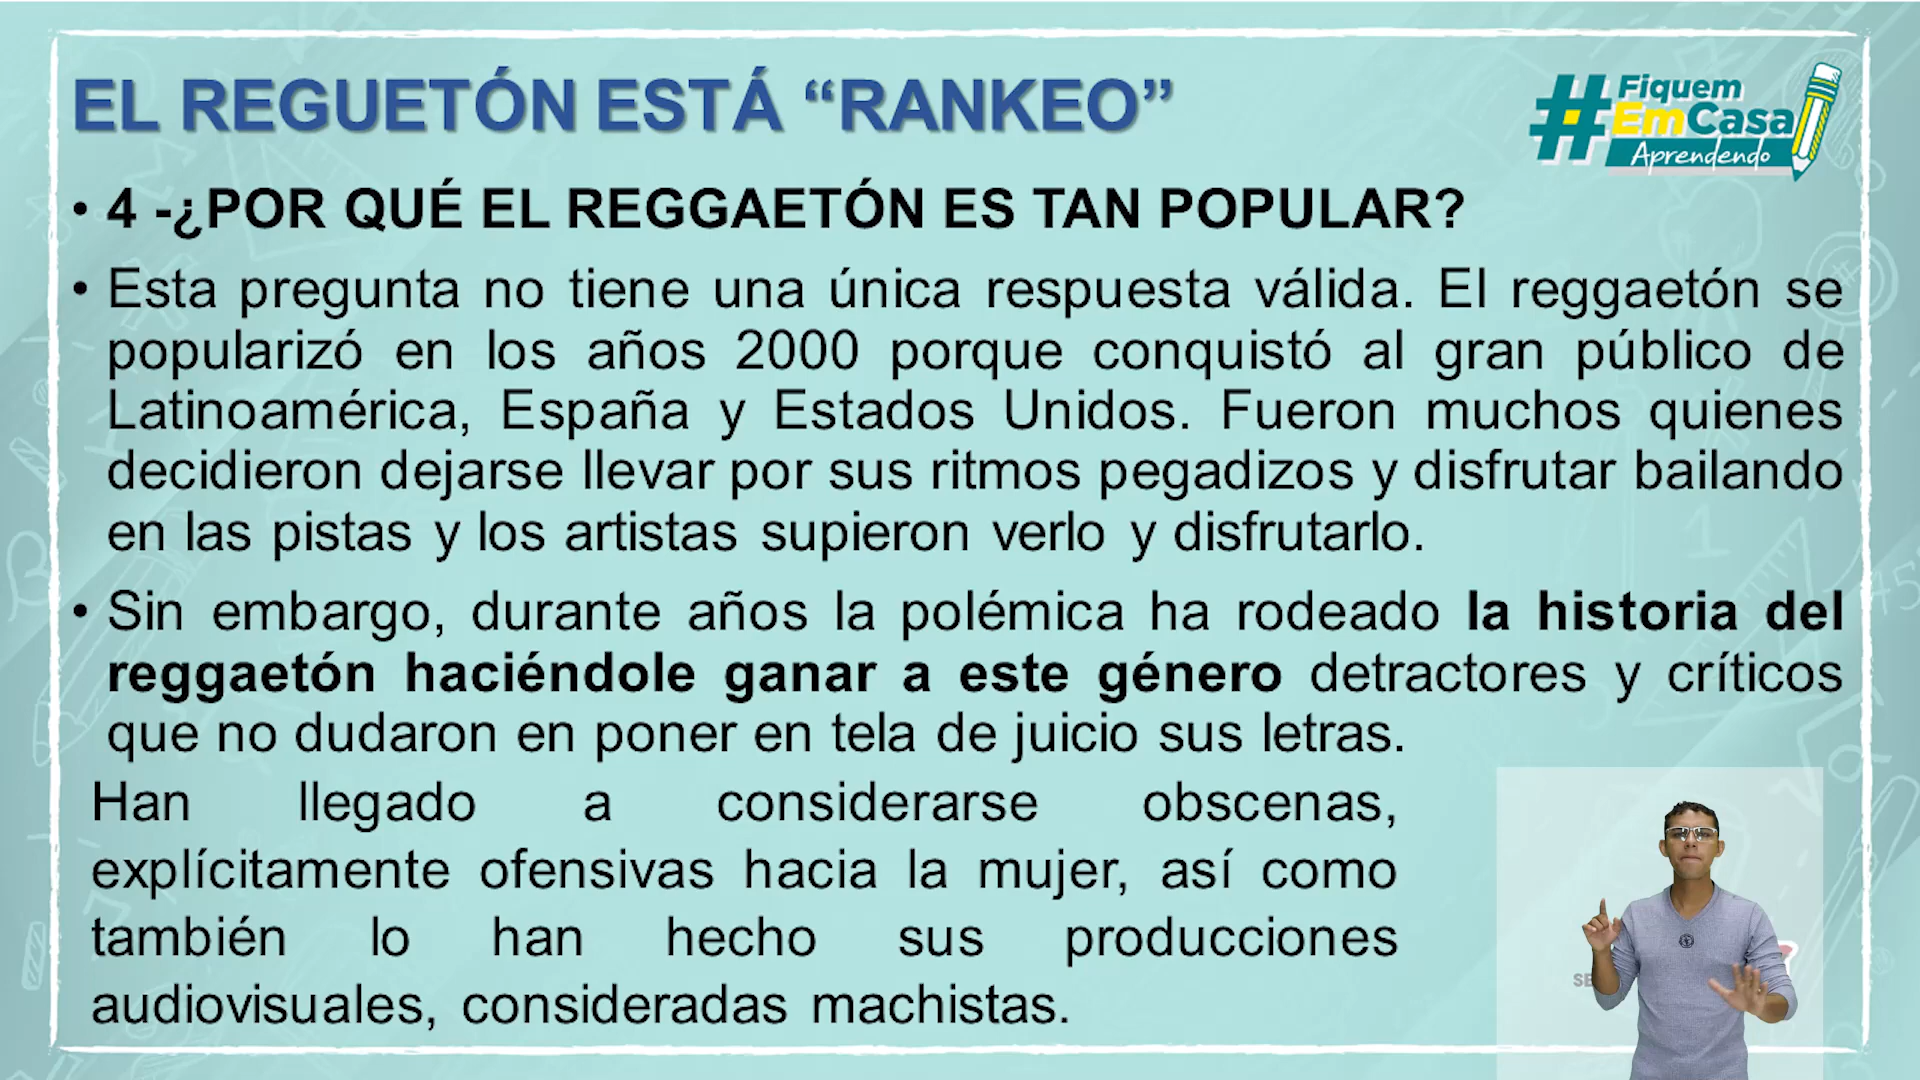 EL REGUETÓN ESTÁ “RANKEO”
#Fiquem
EmCasa
Aprendendo
• 4 -¿POR QUÉ EL REGGAETÓN ES TAN POPULAR?
• Esta pregunta no tiene una única respuesta válida. El reggaetón se
popularizó en los años 2000 porque conquistó al gran público de
Latinoamérica, España y Estados Unidos. Fueron muchos quienes
decidieron dejarse llevar por sus ritmos pegadizos y disfrutar bailando
en las pistas y los artistas supieron verlo y disfrutarlo.
• Sin embargo, durante años la polémica ha rodeado la historia del
reggaetón haciéndole ganar a este género detractores y críticos
que no dudaron en poner en tela de juicio sus letras.
Han llegado a considerarse obscenas,
explícitamente ofensivas hacia la mujer, así como
también lo han hecho sus producciones
audiovisuales, consideradas machistas.